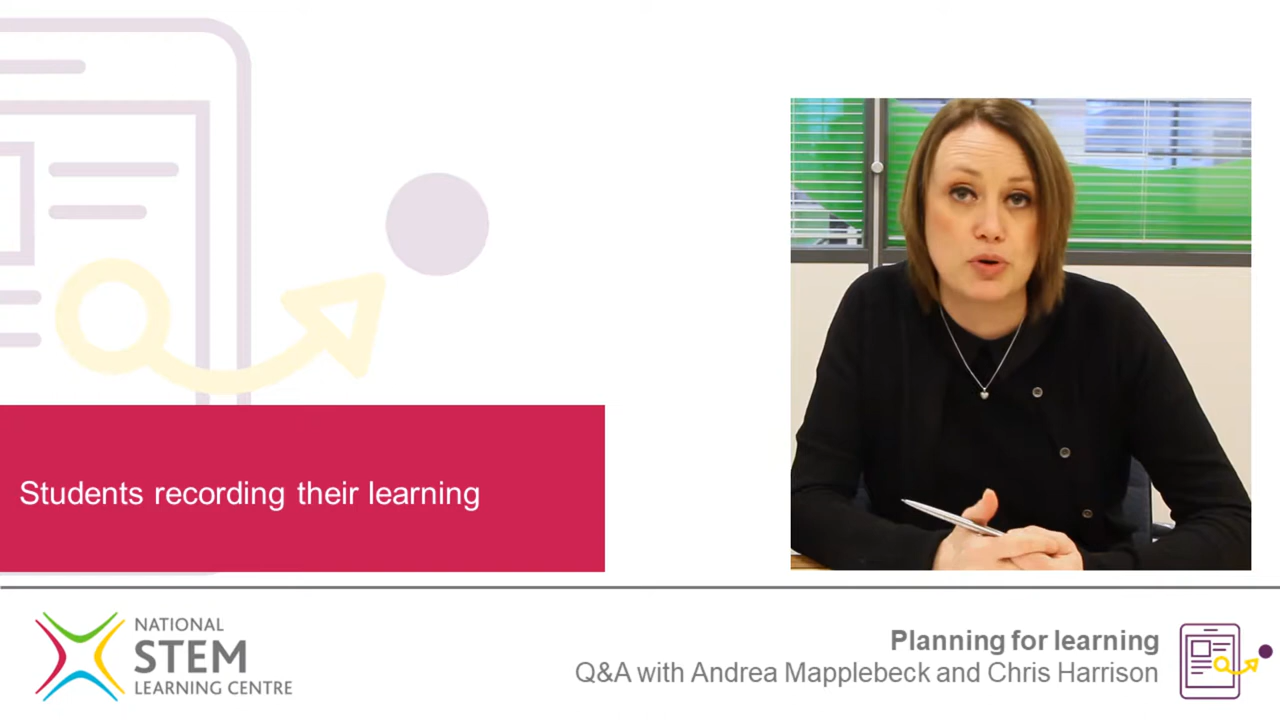 Students recording their learning
NATIONAL
STEM
LEARNING CENTRE
Planning for learning
Q&A with Andrea Mapplebeck and Chris Harrison